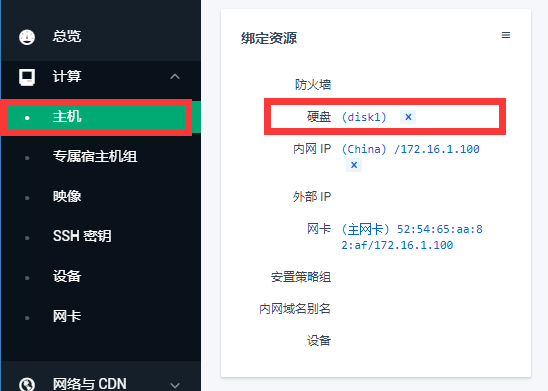 总览
计算
主机
专属宿主机组
映像
SSH 密钥
设备
网卡
网络与 CDN
绑定资源
防火墙
硬盘 (disk1) x
内网 IP (China) /172.16.1.100
x
外部 IP
网卡 (主网卡) 52:54:65:aa:8
2:af/172.16.1.100
安置策略组
内网域名别名
设备